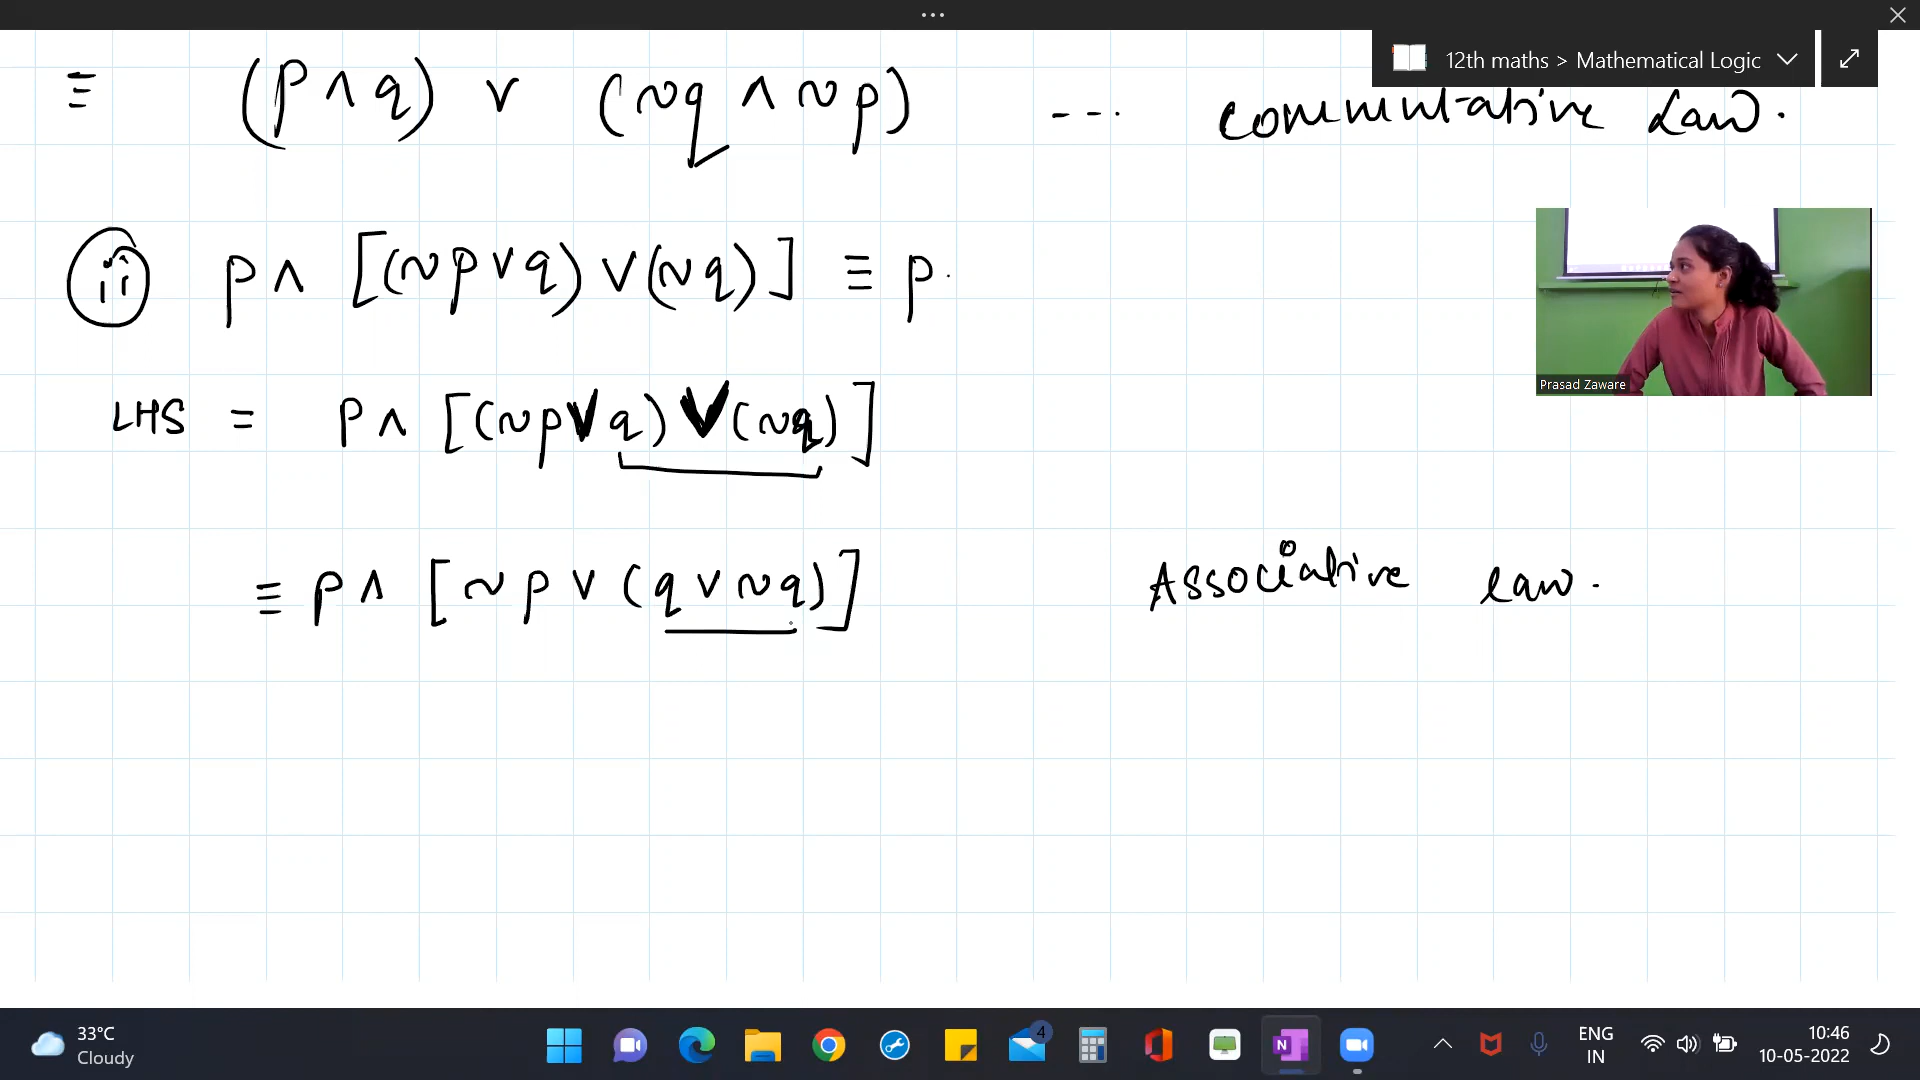 12th maths > Mathematical Logic
≡ (p ∧ q) ∨ (~q ∧ ~p) --- commutative Law.
ii p ∧ [(~p ∨ q) ∨ (~q)] ≡ p.
Prasad Zaware
LHS = p ∧ [(~p ∨ q) ∨ (~q)]
≡ p ∧ [~p ∨ (q ∨ ~q)] Associative law.
33°C
Cloudy
4
ENG
IN
10:46
10-05-2022